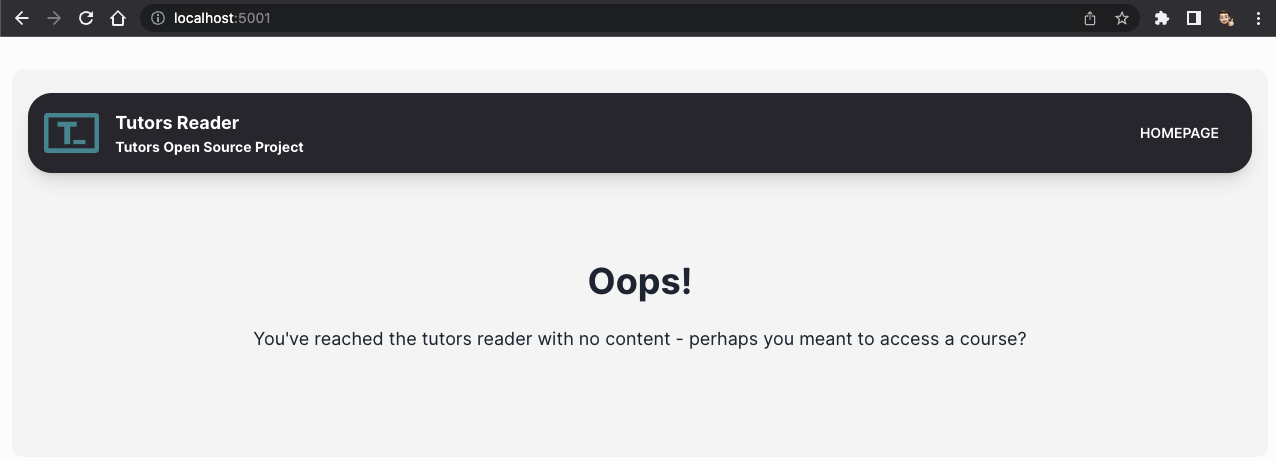 localhost:5001
T_
Tutors Reader
Tutors Open Source Project
HOMEPAGE
Oops!
You've reached the tutors reader with no content - perhaps you meant to access a course?